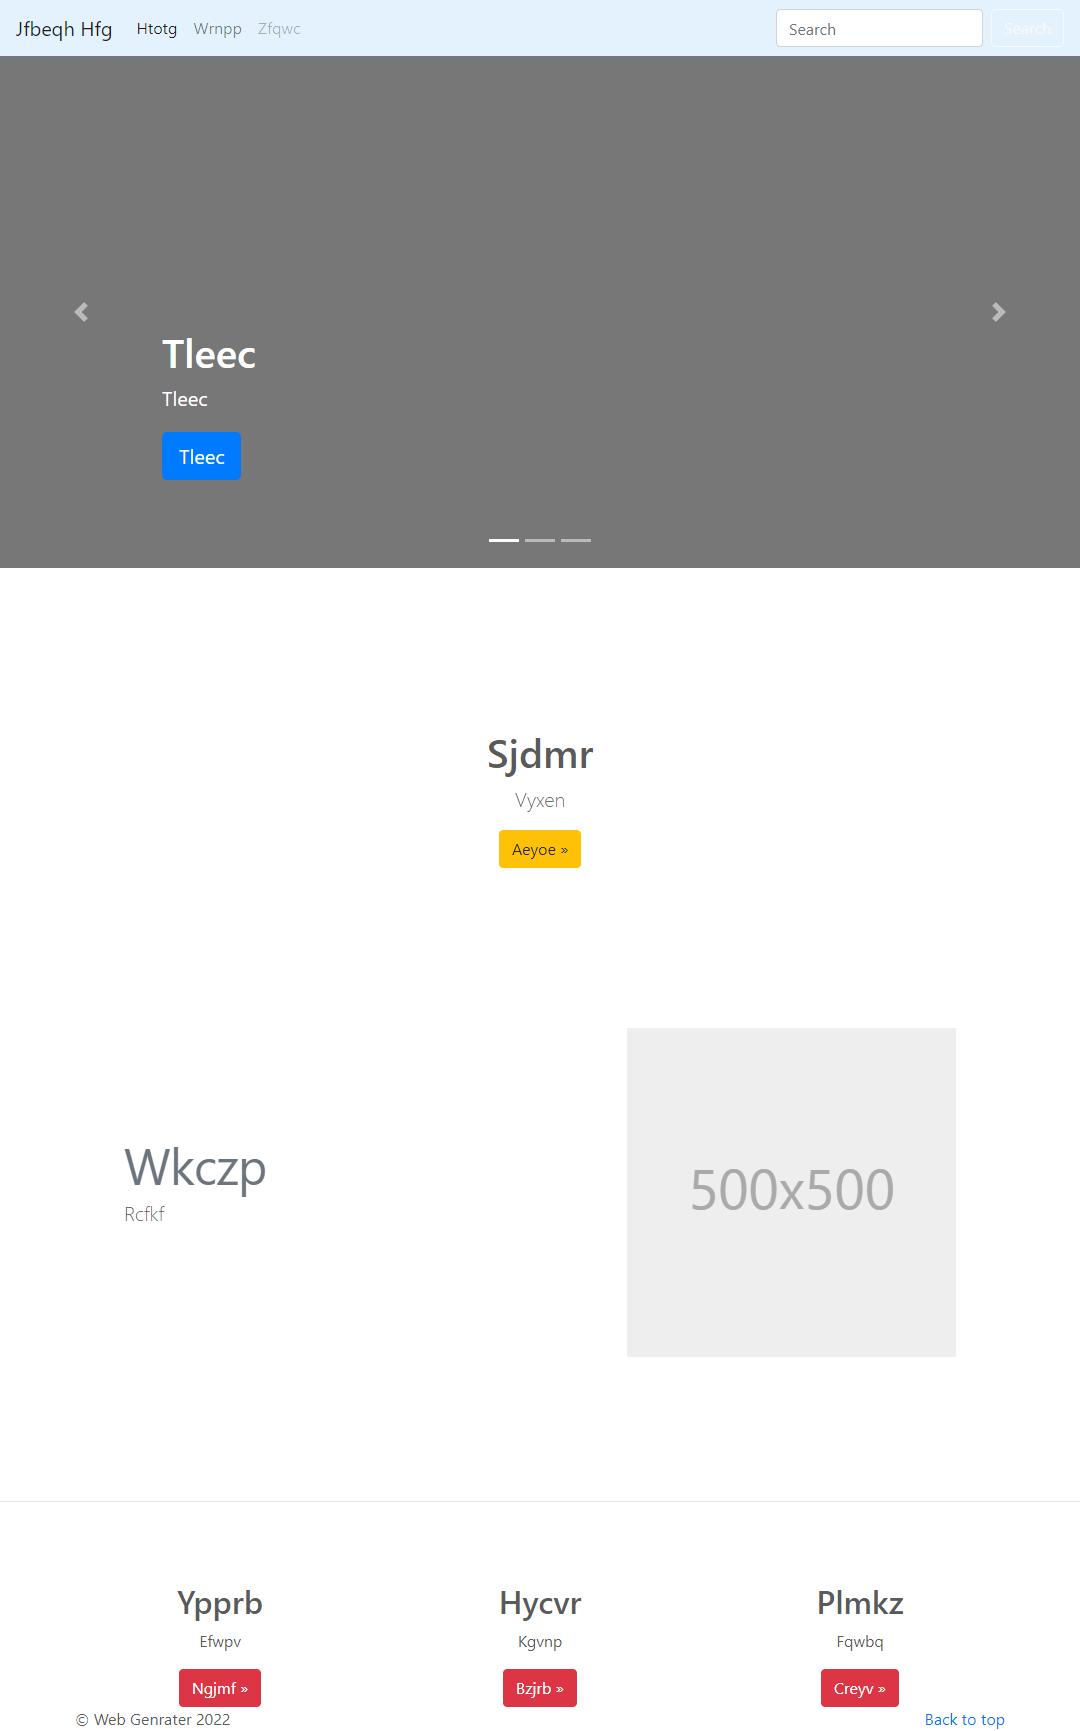 Jfbeqh Hfg Htotg Wrnpp Zfqwc Search Search
Tleec
Tleec
Tleec
Sjdmr
Vyxen
Aeyoe »
Wkczp
Rcfkf
500x500
Ypprb Hycvr Plmkz
Efwpv Kgvnp Fqwbq
Ngjmf » Bzjrb » Creyv »
© Web Genrater 2022 Back to top